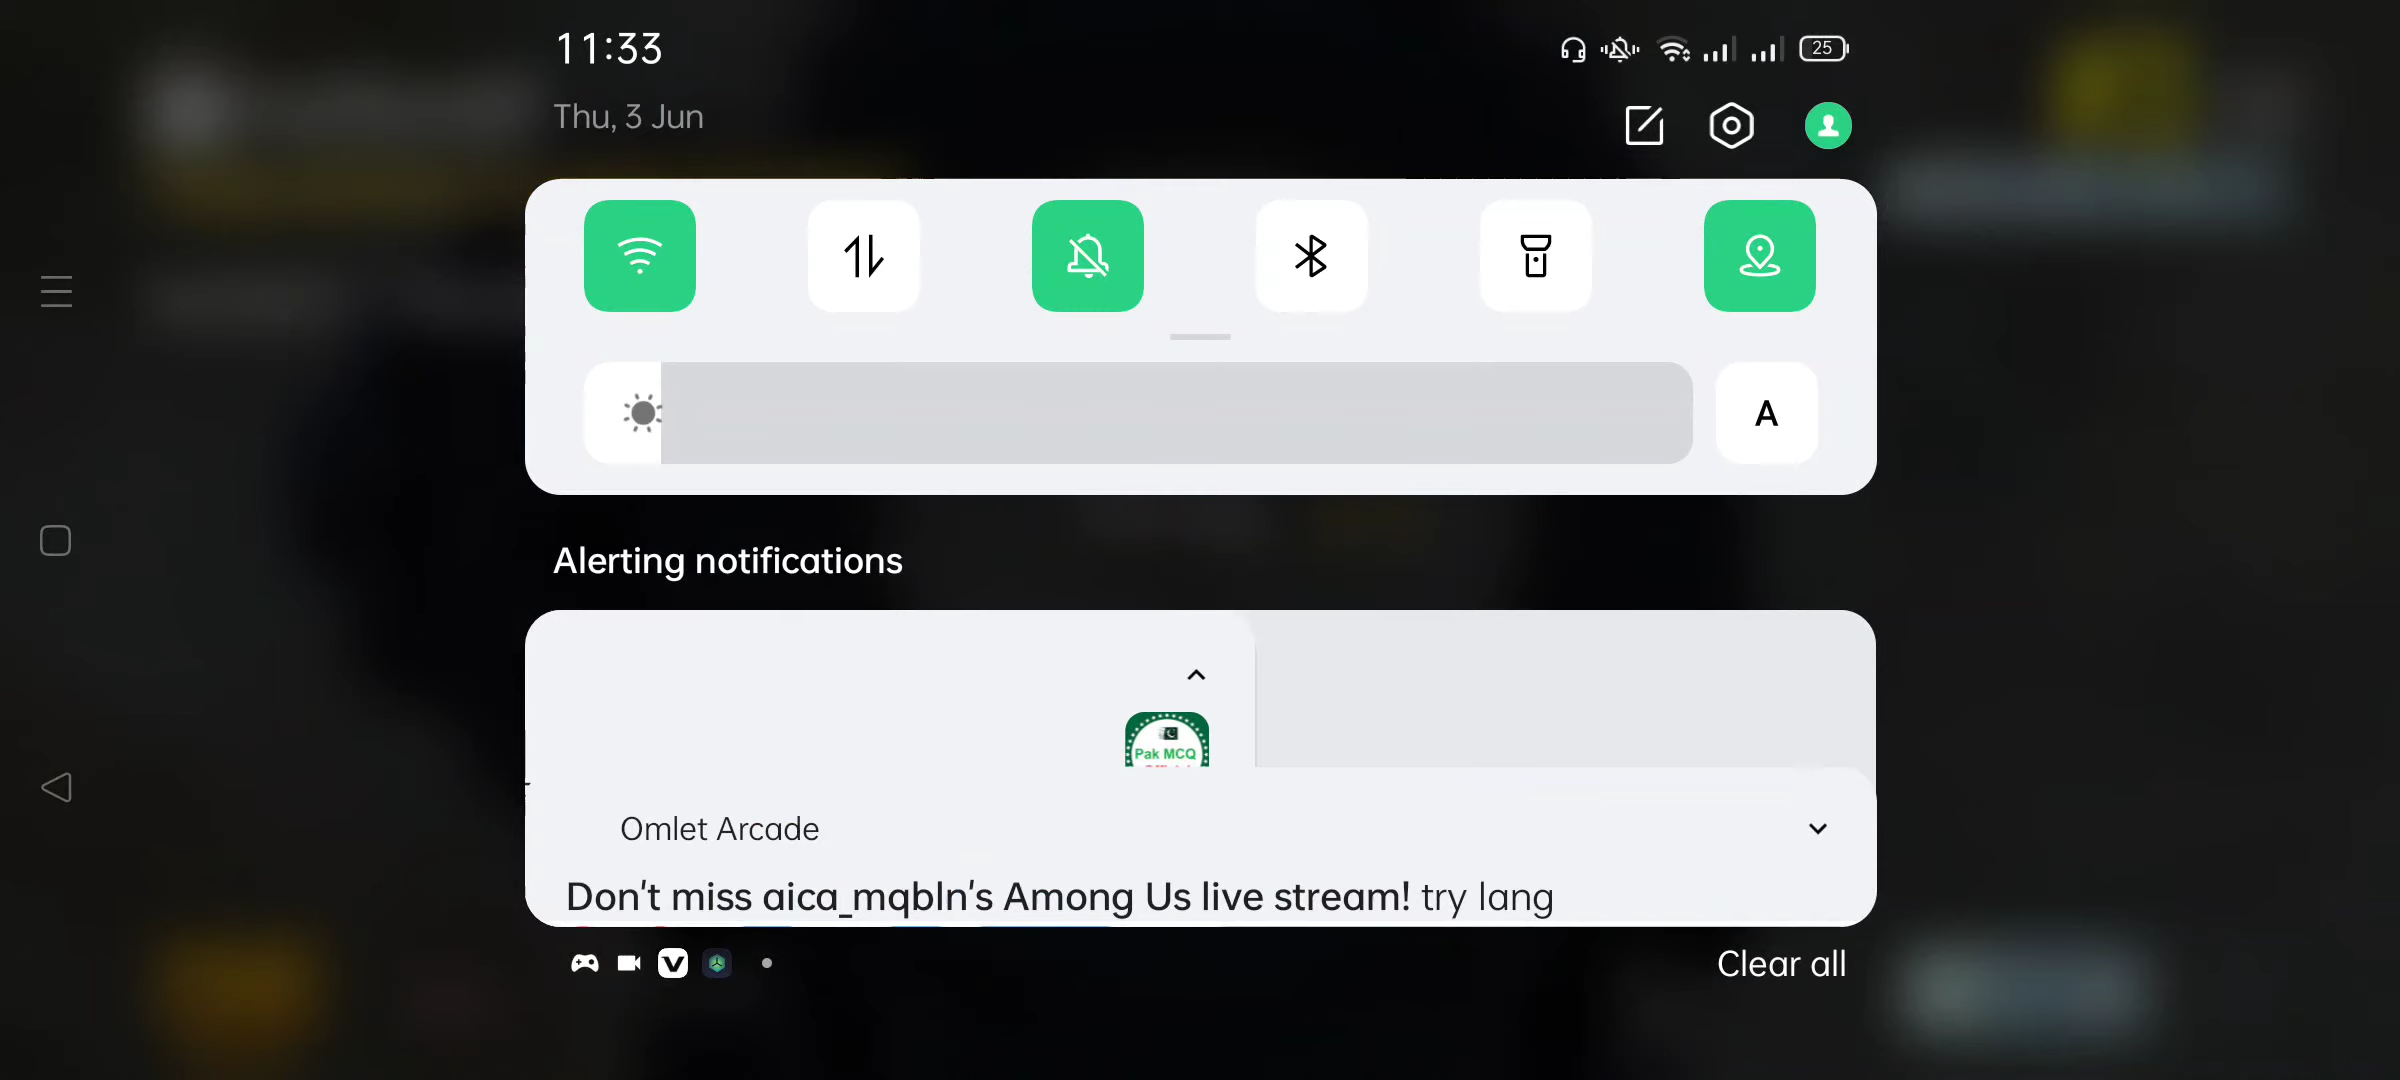 11:33
25
Thu, 3 Jun
A
Alerting notifications
Pak MCQ
Omlet Arcade
Don't miss aica_mqbln's Among Us live stream! try lang
Clear all